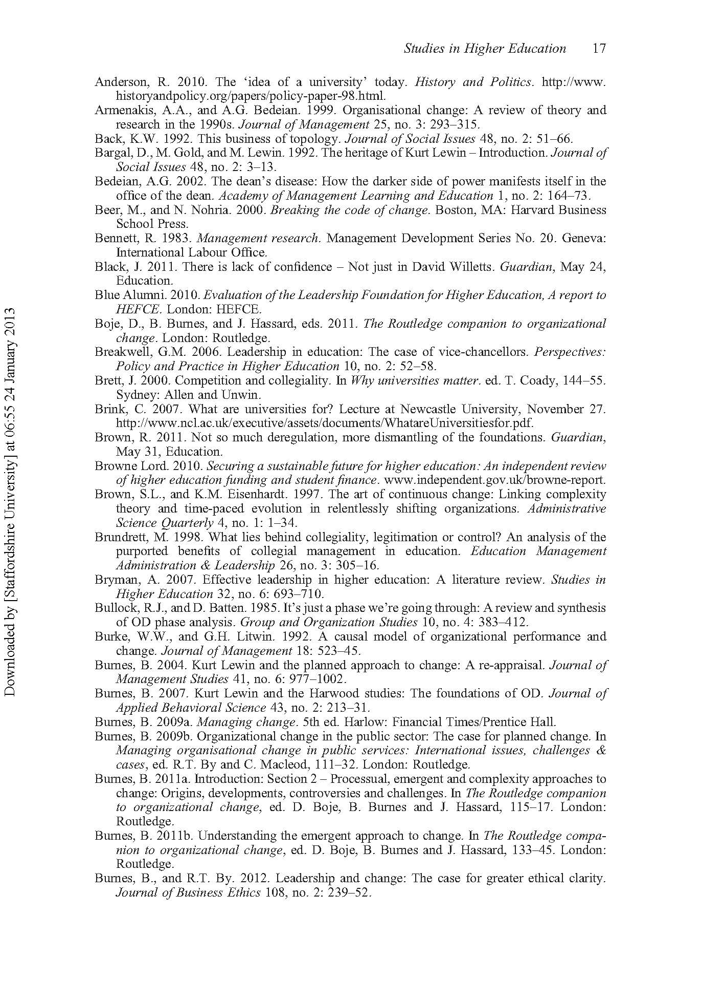 Studies in Higher Education 17
Anderson, R. 2010. The ‘idea of a university’ today. History and Politics. http://www.
historyandpolicy.org/papers/policy-paper-98.html.
Armenakis, A.A., and A.G. Bedeian. 1999. Organisational change: A review of theory and
research in the 1990s. Journal of Management 25, no. 3: 293–315.
Back, K.W. 1992. This business of topology. Journal of Social Issues 48, no. 2: 51–66.
Bargal, D., M. Gold, and M. Lewin. 1992. The heritage of Kurt Lewin – Introduction. Journal of
Social Issues 48, no. 2: 3–13.
Bedeian, A.G. 2002. The dean’s disease: How the darker side of power manifests itself in the
office of the dean. Academy of Management Learning and Education 1, no. 2: 164–73.
Beer, M., and N. Nohria. 2000. Breaking the code of change. Boston, MA: Harvard Business
School Press.
Bennett, R. 1983. Management research. Management Development Series No. 20. Geneva:
International Labour Office.
Black, J. 2011. There is lack of confidence – Not just in David Willetts. Guardian, May 24,
Education.
Blue Alumni. 2010. Evaluation of the Leadership Foundation for Higher Education, A report to
HEFCE. London: HEFCE.
Boje, D., B. Burnes, and J. Hassard, eds. 2011. The Routledge companion to organizational
change. London: Routledge.
Breakwell, G.M. 2006. Leadership in education: The case of vice-chancellors. Perspectives:
Policy and Practice in Higher Education 10, no. 2: 52–58.
Brett, J. 2000. Competition and collegiality. In Why universities matter. ed. T. Coady, 144–55.
Sydney: Allen and Unwin.
Brink, C. 2007. What are universities for? Lecture at Newcastle University, November 27.
http://www.ncl.ac.uk/executive/assets/documents/WhatareUniversitiesfor.pdf.
Brown, R. 2011. Not so much deregulation, more dismantling of the foundations. Guardian,
May 31, Education.
Browne Lord. 2010. Securing a sustainable future for higher education: An independent review
of higher education funding and student finance. www.independent.gov.uk/browne-report.
Brown, S.L., and K.M. Eisenhardt. 1997. The art of continuous change: Linking complexity
theory and time-paced evolution in relentlessly shifting organizations. Administrative
Science Quarterly 4, no. 1: 1–34.
Brundrett, M. 1998. What lies behind collegiality, legitimation or control? An analysis of the
purported benefits of collegial management in education. Education Management
Administration & Leadership 26, no. 3: 305–16.
Bryman, A. 2007. Effective leadership in higher education: A literature review. Studies in
Higher Education 32, no. 6: 693–710.
Bullock, R.J., and D. Batten. 1985. It’s just a phase we’re going through: A review and synthesis
of OD phase analysis. Group and Organization Studies 10, no. 4: 383–412.
Burke, W.W., and G.H. Litwin. 1992. A causal model of organizational performance and
change. Journal of Management 18: 523–45.
Burnes, B. 2004. Kurt Lewin and the planned approach to change: A re-appraisal. Journal of
Management Studies 41, no. 6: 977–1002.
Burnes, B. 2007. Kurt Lewin and the Harwood studies: The foundations of OD. Journal of
Applied Behavioral Science 43, no. 2: 213–31.
Burnes, B. 2009a. Managing change. 5th ed. Harlow: Financial Times/Prentice Hall.
Burnes, B. 2009b. Organizational change in the public sector: The case for planned change. In
Managing organisational change in public services: International issues, challenges &
cases, ed. R.T. By and C. Macleod, 111–32. London: Routledge.
Burnes, B. 2011a. Introduction: Section 2 – Processual, emergent and complexity approaches to
change: Origins, developments, controversies and challenges. In The Routledge companion
to organizational change, ed. D. Boje, B. Burnes and J. Hassard, 115–17. London:
Routledge.
Burnes, B. 2011b. Understanding the emergent approach to change. In The Routledge compa-
nion to organizational change, ed. D. Boje, B. Burnes and J. Hassard, 133–45. London:
Routledge.
Burnes, B., and R.T. By. 2012. Leadership and change: The case for greater ethical clarity.
Journal of Business Ethics 108, no. 2: 239–52.
Downloaded by [Staffordshire University] at 06:55 24 January 2013